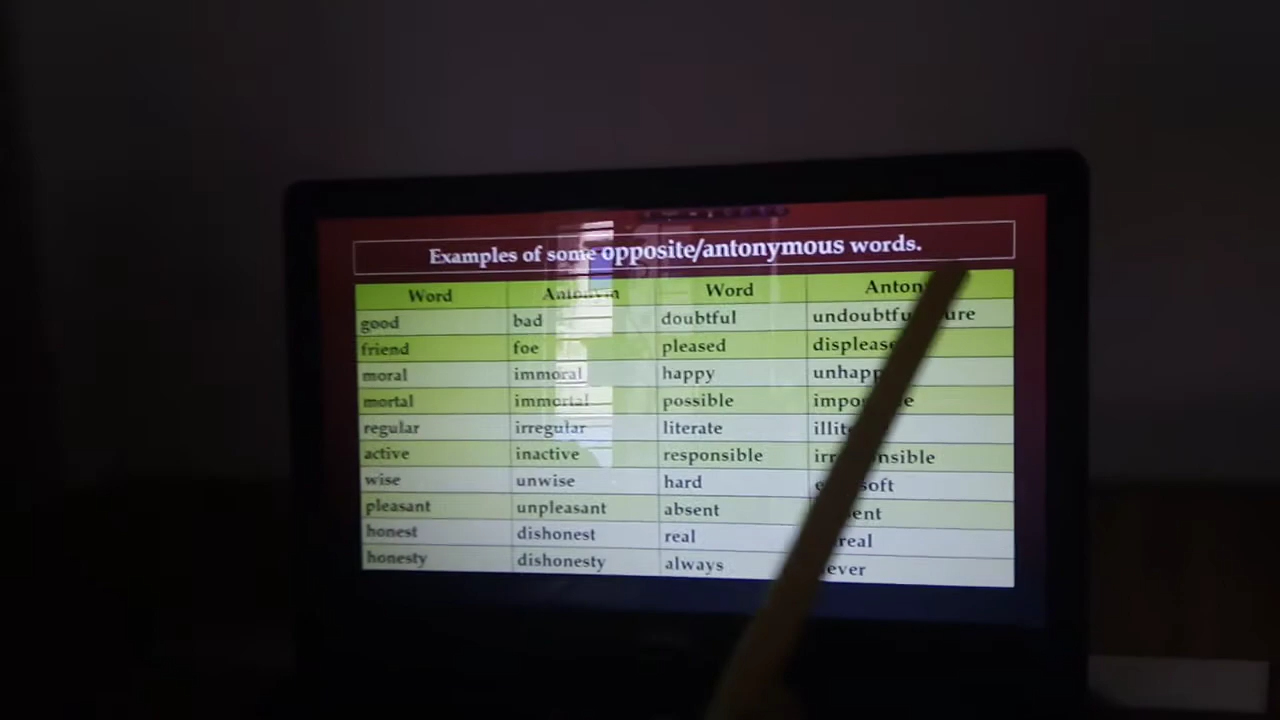 Examples of some opposite/antonymous words.
Word Antonym Word
good bad doubtful
friend foe pleased
moral immoral happy
mortal immortal possible
regular irregular literate
active inactive responsible
wise unwise hard soft
pleasant unpleasant absent
honest dishonest real
honesty dishonesty always